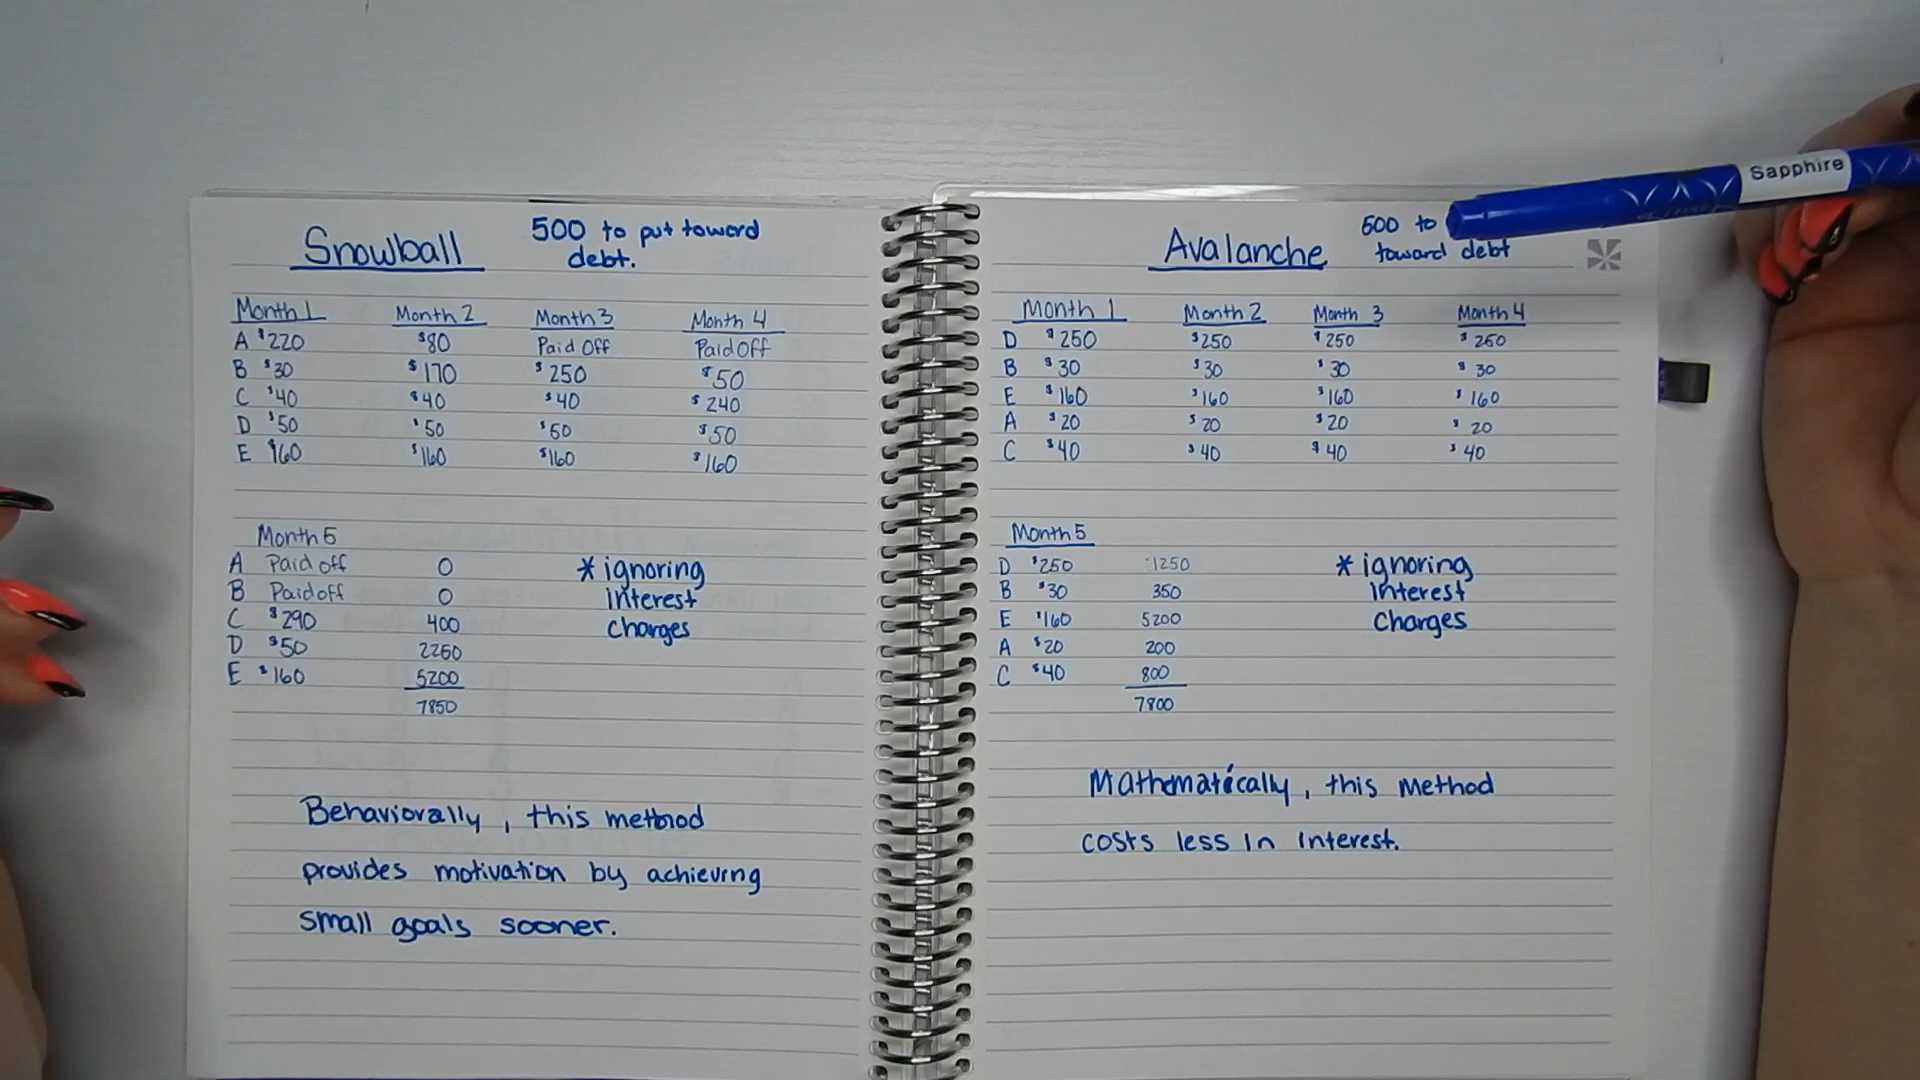 Sapphire
Snowball
500 to put toward
debt.
Month 1 Month 2 Month 3 Month 4
A $220 $80 Paid Off Paid Off
B $30 $170 $250 $50
C $40 $40 $40 $240
D $50 $50 $50 $50
E $160 $160 $160 $160
Month 5
A Paid off 0
B Paid off 0
C $290 400
D $50 2250
E $160 5200
7850
* ignoring
interest
charges
Behaviorally, this method
provides motivation by achieving
small goals sooner.
Avalanche
500 to
toward debt
Month 1 Month 2 Month 3 Month 4
D $250 $250 $250 $250
B $30 $30 $30 $30
E $160 $160 $160 $160
A $20 $20 $20 $20
C $40 $40 $40 $40
Month 5
D $250 1250
B $30 350
E $160 5200
A $20 200
C $40 800
7800
* ignoring
interest
charges
Mathematically, this method
costs less in interest.